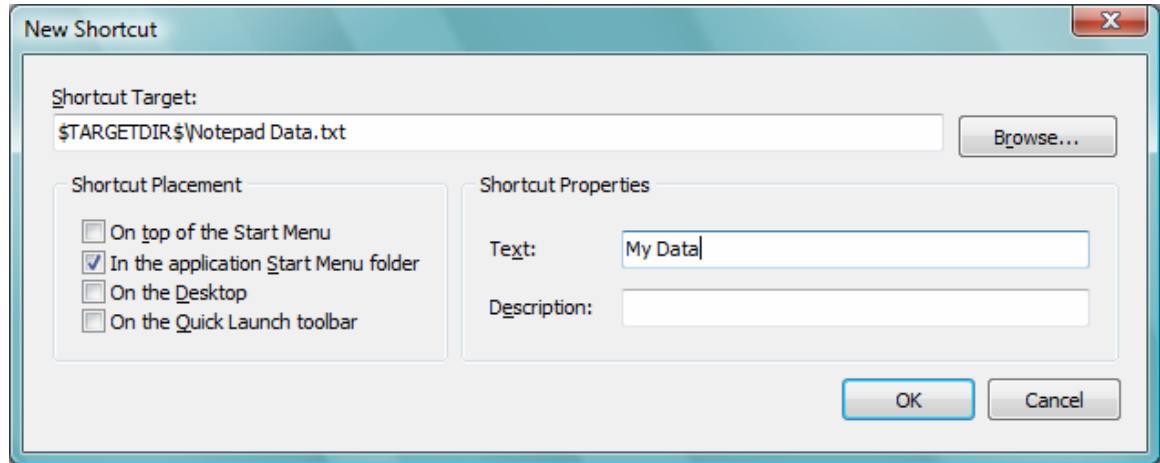 New Shortcut
Shortcut Target:
$TARGETDIR$\Notepad Data.txt
Browse...
Shortcut Placement
On top of the Start Menu
In the application Start Menu folder
On the Desktop
On the Quick Launch toolbar
Shortcut Properties
Text:
My Data
Description:
OK
Cancel